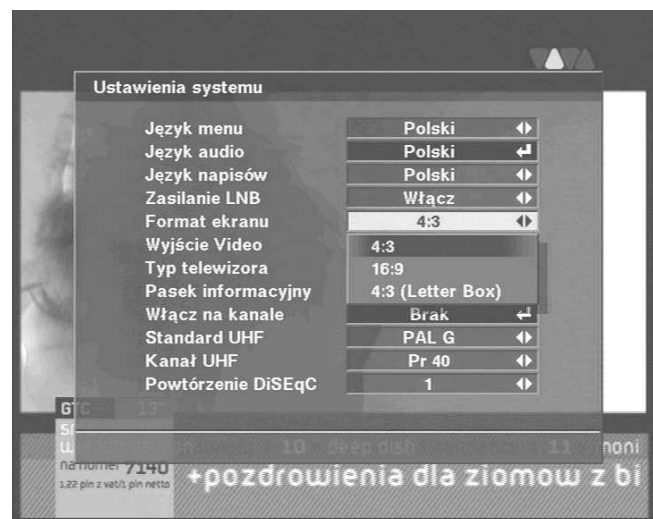 VIVA
Ustawienia systemu
Język menu Polski
Język audio Polski
Język napisów Polski
Zasilanie LNB Włącz
Format ekranu 4:3
Wyjście Video 4:3
Typ telewizora 16:9
Pasek informacyjny 4:3 (Letter Box)
Włącz na kanale Brak
Standard UHF PAL G
Kanał UHF Pr 40
Powtórzenie DiSEqC 1
GTC 13
10 deep dish 11
na numer 7140
1,22 pln z vat/1 pln netto
+pozdrowienia dla ziomow z bi